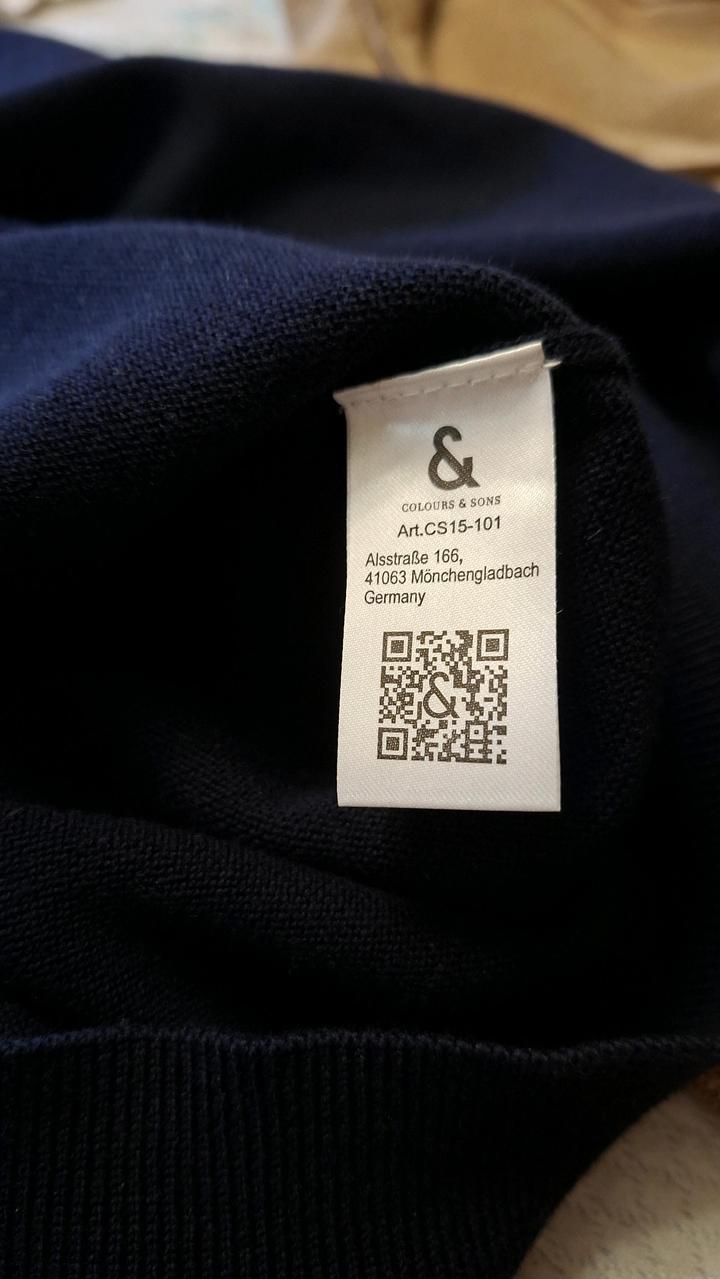 &
COLOURS & SONS
Art.CS15-101
Alsstraße 166,
41063 Mönchengladbach
Germany
&